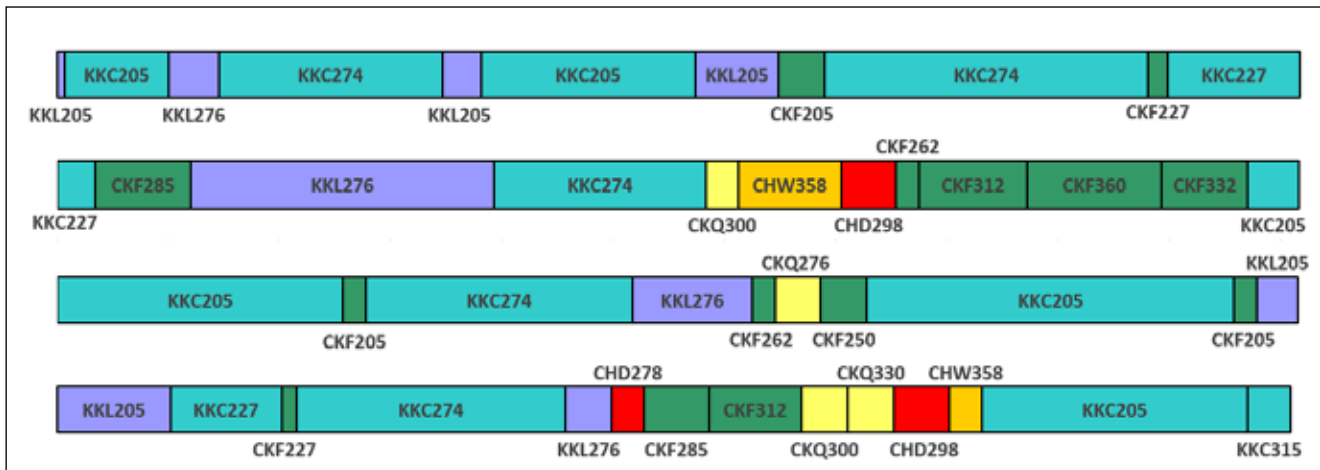 KKC205 KKC274 KKC205 KKL205 KKC274 KKC227
KKL205 KKL276 KKL205 CKF205 CKF227
CKF262
CKF285 KKL276 KKC274 CHW358 CKF312 CKF360 CKF332
KKC227 CKQ300 CHD298 KKC205
CKQ276 KKL205
KKC205 KKC274 KKL276 KKC205
CKF205 CKF262 CKF250 CKF205
CHD278 CKQ330 CHW358
KKL205 KKC227 KKC274 CKF312 KKC205
CKF227 KKL276 CKF285 CKQ300 CHD298 KKC315